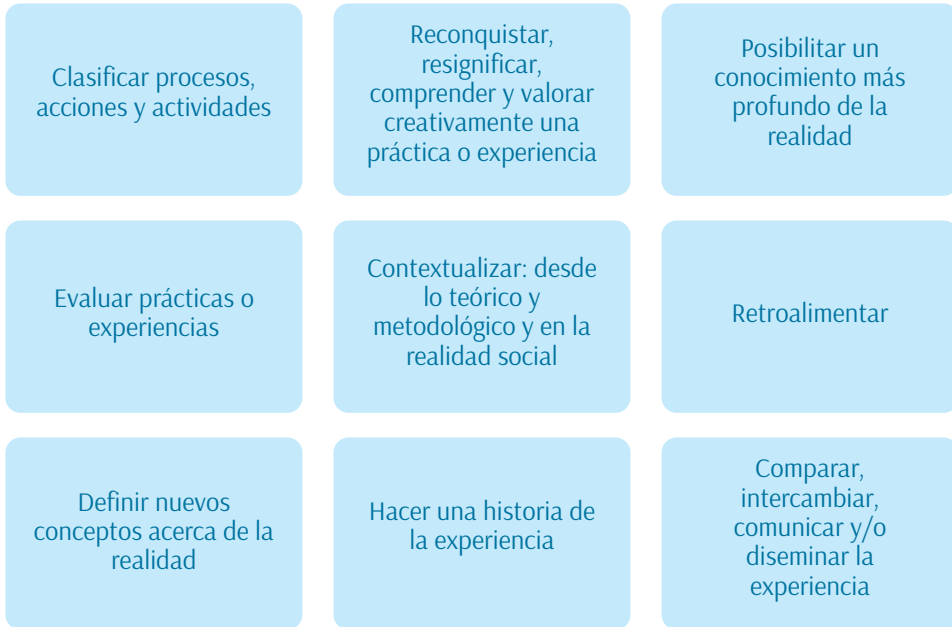 Clasificar procesos,
acciones y actividades
Reconquistar,
resignificar,
comprender y valorar
creativamente una
práctica o experiencia
Posibilitar un
conocimiento más
profundo de la
realidad
Evaluar prácticas o
experiencias
Contextualizar: desde
lo teórico y
metodológico y en la
realidad social
Retroalimentar
Definir nuevos
conceptos acerca de la
realidad
Hacer una historia de
la experiencia
Comparar,
intercambiar,
comunicar y/o
diseminar la
experiencia